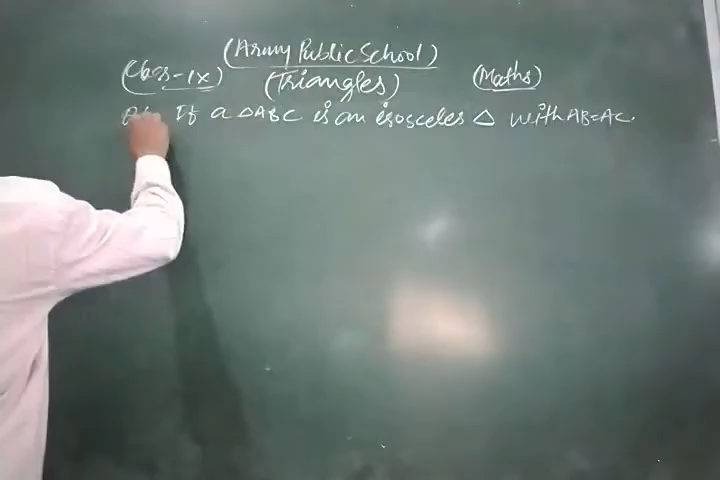 (Army Public School)
(Class-IX) (Triangles) (Maths)
If a △ABC is an isosceles △ with AB=AC.